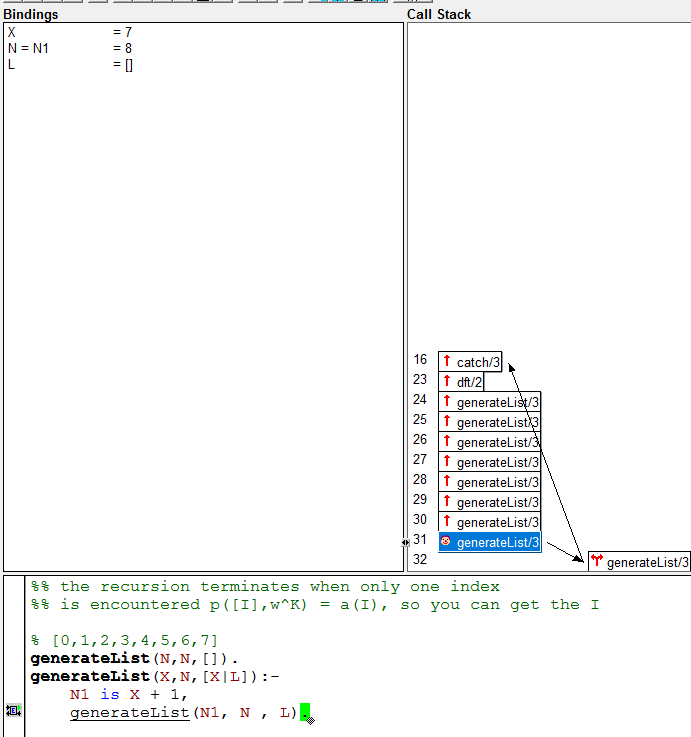 Bindings
X = 7
N = N1 = 8
L = []
Call Stack
16 catch/3
23 dft/2
24 generateList/3
25 generateList/3
26 generateList/3
27 generateList/3
28 generateList/3
29 generateList/3
30 generateList/3
31 generateList/3
32 generateList/3
%% the recursion terminates when only one index
%% is encountered p([I],w^K) = a(I), so you can get the I
% [0,1,2,3,4,5,6,7]
generateList(N,N,[]).
generateList(X,N,[X|L]):-
N1 is X + 1,
generateList(N1, N , L).